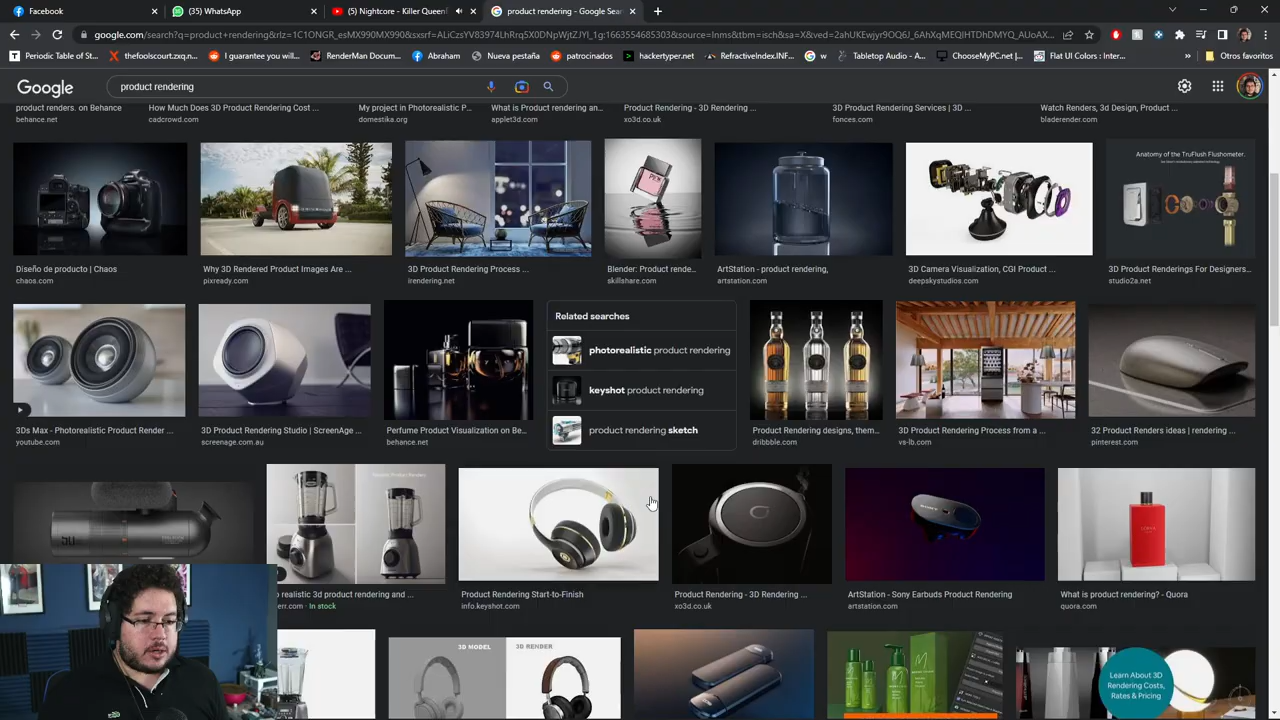 Facebook
(35) WhatsApp
(5) Nightcore - Killer Queen
product rendering - Google Sear
google.com/search?q=product+rendering&rlz=1C1ONGR_esMX990MX990&sxsrf=ALiCzsYV83974LhRrq5X0DNpWjtZJYI_1g:1663554685303&source=lnms&tbm=isch&sa=X&ved=
Periodic Table of St...
thefoolscourt.zxq.n...
RenderMan Docum...
Abraham
Nueva pestaña
patrocinados
hackertyper.net
RefractiveIndex.INF...
w
Tabletop Audio - D...
ChooseMyPC.net |...
Flat UI Colors : Inter...
Otros favoritos
Google
product rendering
product renders. on Behance
behance.net
How Much Does 3D Product Rendering Cost ...
cadcrowd.com
My project in Photorealistic P...
domestika.org
What is Product rendering an...
applet3d.com
Product Rendering - 3D Rendering ...
xo3d.co.uk
3D Product Rendering Services | 3D ...
fonces.com
Watch Renders, 3d Design, Product ...
bladerender.com
PEN
Anatomy of the TruFlush Flushometer.
Diseño de producto | Chaos
chaos.com
Why 3D Rendered Product Images Are ...
pixready.com
3D Product Rendering Process ...
irendering.net
Blender: Product rende...
skillshare.com
ArtStation - product rendering,
artstation.com
3D Camera Visualization, CGI Product ...
deepskystudios.com
3D Product Renderings For Designers...
studio2a.net
Related searches
photorealistic product rendering
keyshot product rendering
product rendering sketch
3Ds Max - Photorealistic Product Render ...
youtube.com
3D Product Rendering Studio | ScreenAge ...
screenage.com.au
Perfume Product Visualization on Be...
behance.net
Product Rendering designs, them...
dribbble.com
3D Product Rendering Process from a ...
vs-lb.com
32 Product Renders ideas | rendering ...
pinterest.com
SONY
realistic 3d product rendering and ...
err.com · In stock
Product Rendering Start-to-Finish
info.keyshot.com
Product Rendering - 3D Rendering ...
xo3d.co.uk
ArtStation - Sony Earbuds Product Rendering
artstation.com
What is product rendering? - Quora
quora.com
3D MODEL
3D RENDER
Learn About 3D
Rendering Costs,
Rates & Pricing